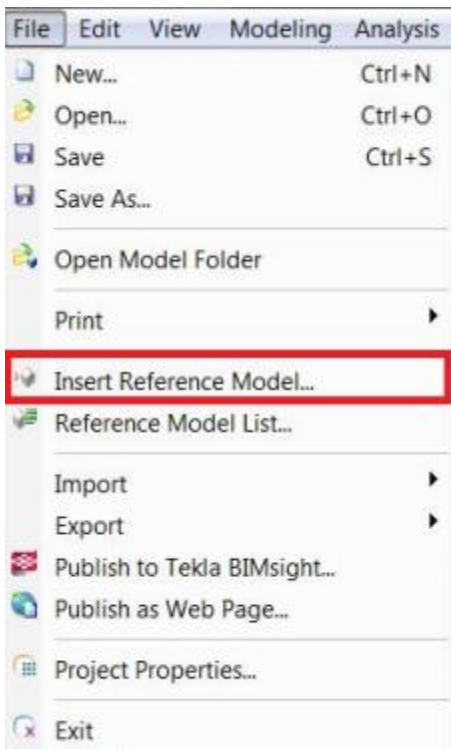 File Edit View Modeling Analysis
New... Ctrl+N
Open... Ctrl+O
Save Ctrl+S
Save As...
Open Model Folder
Print
Insert Reference Model...
Reference Model List...
Import
Export
Publish to Tekla BIMsight...
Publish as Web Page...
Project Properties...
Exit